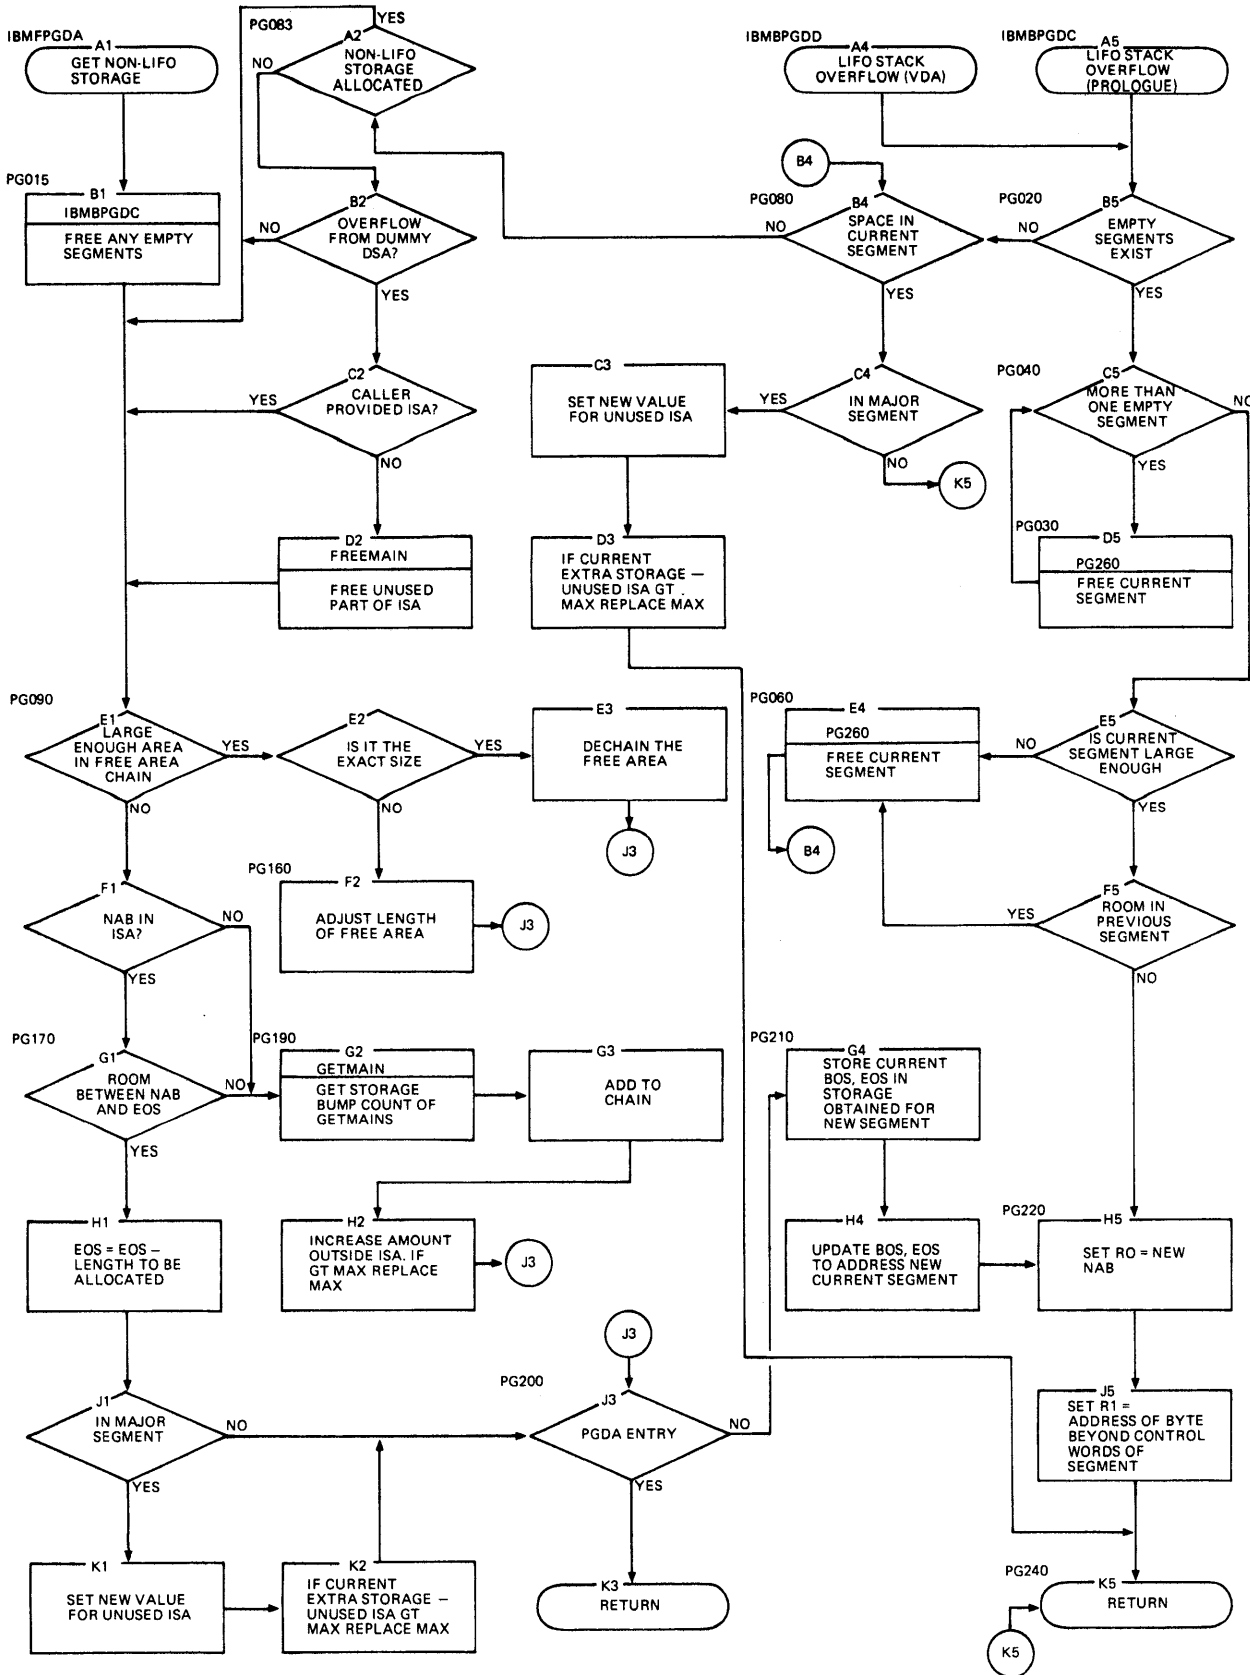 IBMFPGDA
A1
GET NON-LIFO
STORAGE
PG083
YES
A2
NON-LIFO
STORAGE
ALLOCATED
NO
IBMBPGDD
A4
LIFO STACK
OVERFLOW (VDA)
IBMBPGDC
A5
LIFO STACK
OVERFLOW
(PROLOGUE)
B4
PG015
B1
IBMBPGDC
FREE ANY EMPTY
SEGMENTS
B2
OVERFLOW
FROM DUMMY
DSA?
NO
YES
PG080
B4
SPACE IN
CURRENT
SEGMENT
NO
YES
PG020
B5
EMPTY
SEGMENTS
EXIST
NO
YES
C2
CALLER
PROVIDED ISA?
YES
NO
C3
SET NEW VALUE
FOR UNUSED ISA
C4
IN MAJOR
SEGMENT
YES
NO
K5
PG040
C5
MORE THAN
ONE EMPTY
SEGMENT
NO
YES
D2
FREEMAIN
FREE UNUSED
PART OF ISA
D3
IF CURRENT
EXTRA STORAGE —
UNUSED ISA GT
MAX REPLACE MAX
PG030
D5
PG260
FREE CURRENT
SEGMENT
PG090
E1
LARGE
ENOUGH AREA
IN FREE AREA
CHAIN
YES
NO
E2
IS IT THE
EXACT SIZE
YES
NO
E3
DECHAIN THE
FREE AREA
J3
PG060
E4
PG260
FREE CURRENT
SEGMENT
B4
E5
IS CURRENT
SEGMENT LARGE
ENOUGH
NO
YES
F1
NAB IN
ISA?
NO
YES
PG160
F2
ADJUST LENGTH
OF FREE AREA
J3
F5
ROOM IN
PREVIOUS
SEGMENT
YES
NO
PG170
G1
ROOM
BETWEEN NAB
AND EOS
NO
YES
PG190
G2
GETMAIN
GET STORAGE
BUMP COUNT OF
GETMAINS
G3
ADD TO
CHAIN
PG210
G4
STORE CURRENT
BOS, EOS IN
STORAGE
OBTAINED FOR
NEW SEGMENT
H1
EOS = EOS —
LENGTH TO BE
ALLOCATED
H2
INCREASE AMOUNT
OUTSIDE ISA. IF
GT MAX REPLACE
MAX
J3
H4
UPDATE BOS, EOS
TO ADDRESS NEW
CURRENT SEGMENT
PG220
H5
SET RO = NEW
NAB
J3
J1
IN MAJOR
SEGMENT
NO
YES
PG200
J3
PGDA ENTRY
NO
YES
J5
SET R1 =
ADDRESS OF BYTE
BEYOND CONTROL
WORDS OF
SEGMENT
K1
SET NEW VALUE
FOR UNUSED ISA
K2
IF CURRENT
EXTRA STORAGE —
UNUSED ISA GT
MAX REPLACE MAX
K3
RETURN
PG240
K5
RETURN
K5